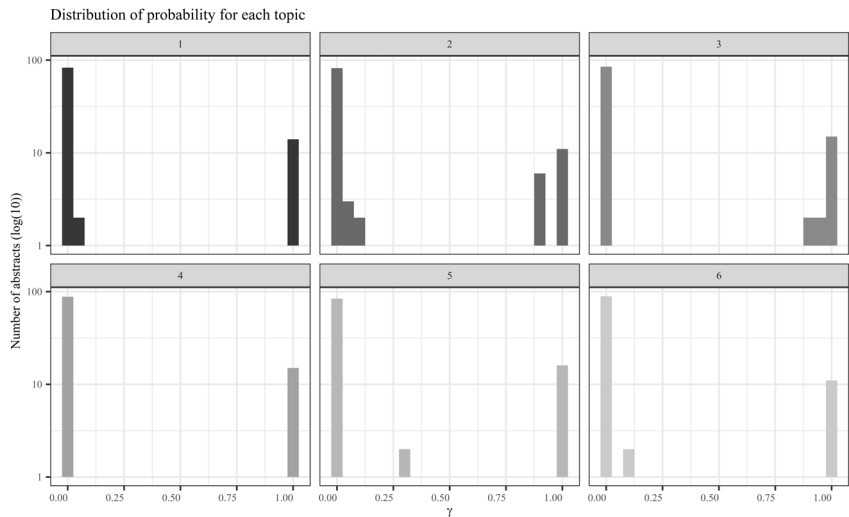 Distribution of probability for each topic
1 2 3
100
10
1
4 5 6
100
10
1
Number of abstracts (log(10))
0.00 0.25 0.50 0.75 1.00 0.00 0.25 0.50 0.75 1.00 0.00 0.25 0.50 0.75 1.00
γ